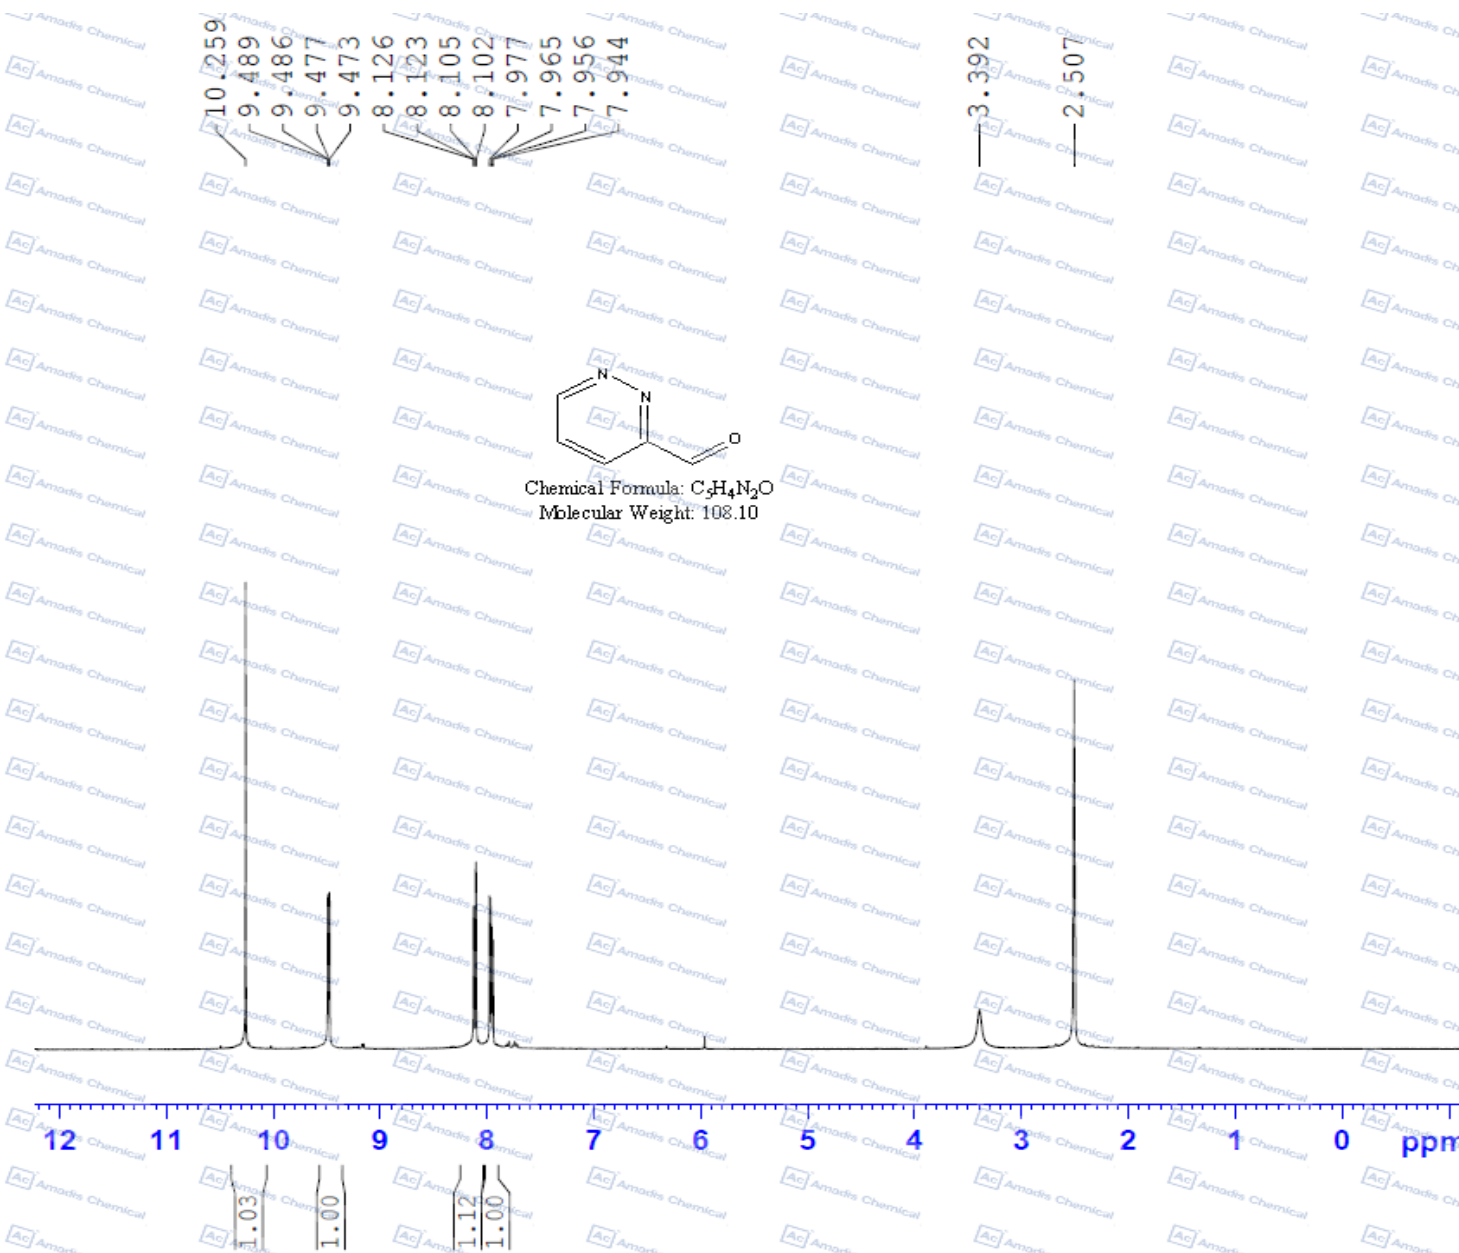 10.259
9.489
9.486
9.477
9.473
8.126
8.123
8.105
8.102
7.977
7.965
7.956
7.944
3.392
2.507
N
N
O
Chemical Formula: C₅H₄N₂O
Molecular Weight: 108.10
12 11 10 9 8 7 6 5 4 3 2 1 0 ppm
1.03
1.00
1.12
1.00
Ac Amadis Chemical